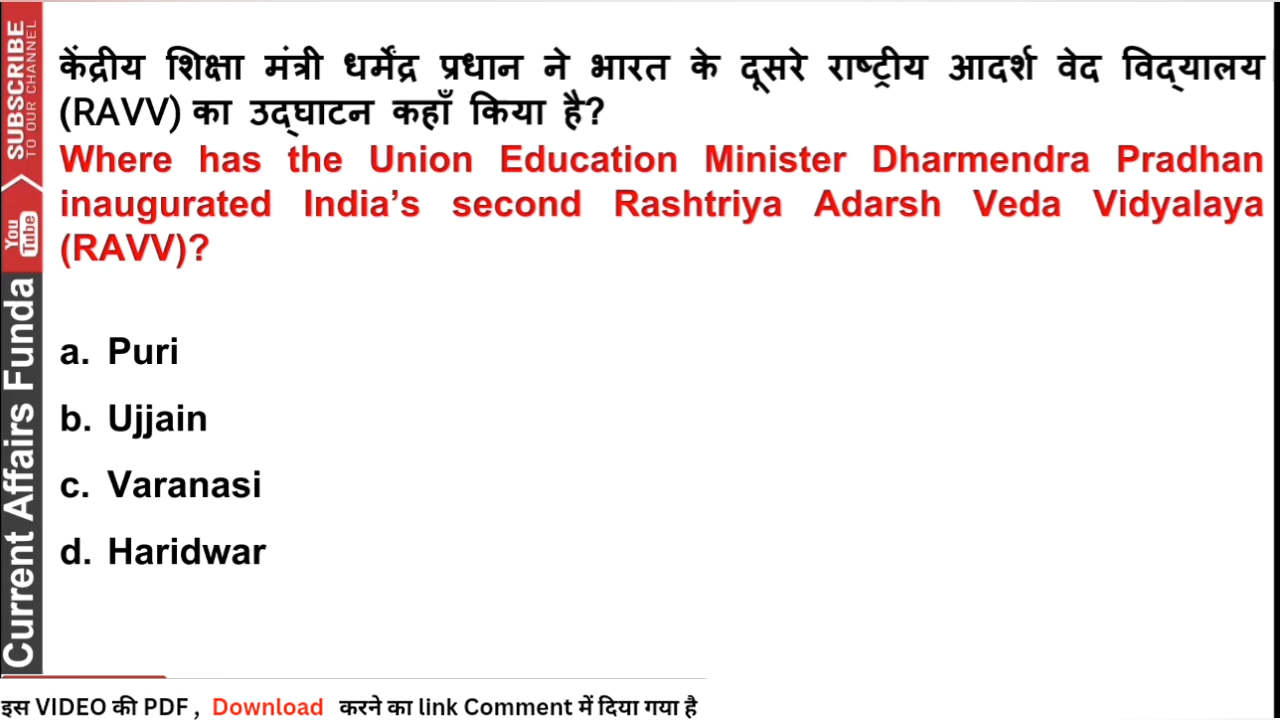 केंद्रीय शिक्षा मंत्री धर्मेंद्र प्रधान ने भारत के दूसरे राष्ट्रीय आदर्श वेद विद्यालय
(RAVV) का उद्घाटन कहाँ किया है?
Where has the Union Education Minister Dharmendra Pradhan
inaugurated India’s second Rashtriya Adarsh Veda Vidyalaya
(RAVV)?
a. Puri
b. Ujjain
c. Varanasi
d. Haridwar
SUBSCRIBE
TO OUR CHANNEL
You
Tube
Current Affairs Funda
इस VIDEO की PDF , Download करने का link Comment में दिया गया है